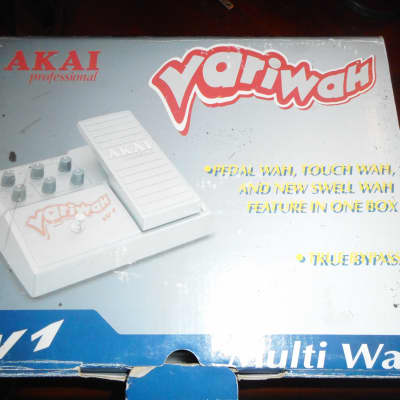 AKAI
professional
Variwah
•PEDAL WAH, TOUCH WAH,
AND NEW SWELL WAH
FEATURE IN ONE BOX
• TRUE BYPASS
AKAI
Variwah
W1
Multi Wa